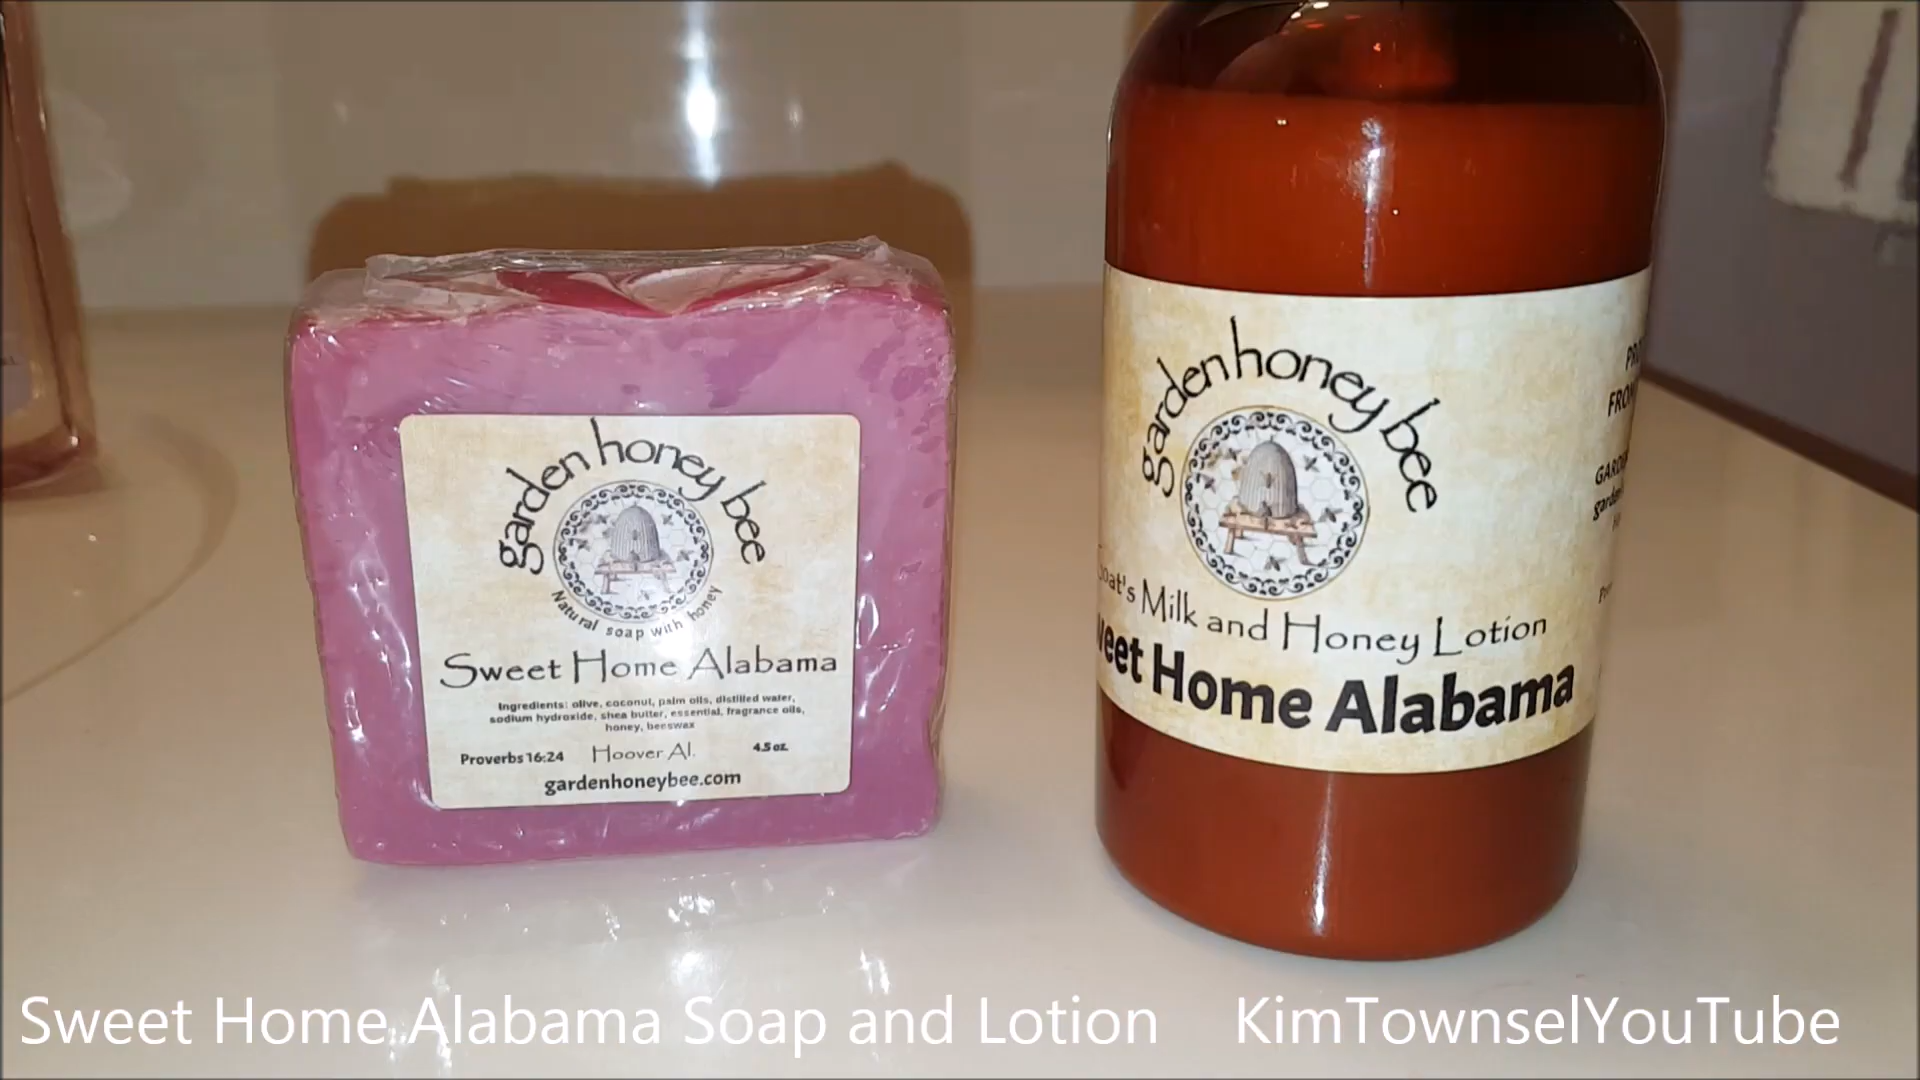 garden honey bee
Natural soap with honey
Sweet Home Alabama
Ingredients: olive, coconut, palm oils, distilled water,
sodium hydroxide, shea butter, essential, fragrance oils,
honey, beeswax
Proverbs 16:24 Hoover Al. 4.5 oz.
gardenhoneybee.com
garden honey bee
Milk and Honey Lotion
Home Alabama
Sweet Home Alabama Soap and Lotion KimTownselYouTube